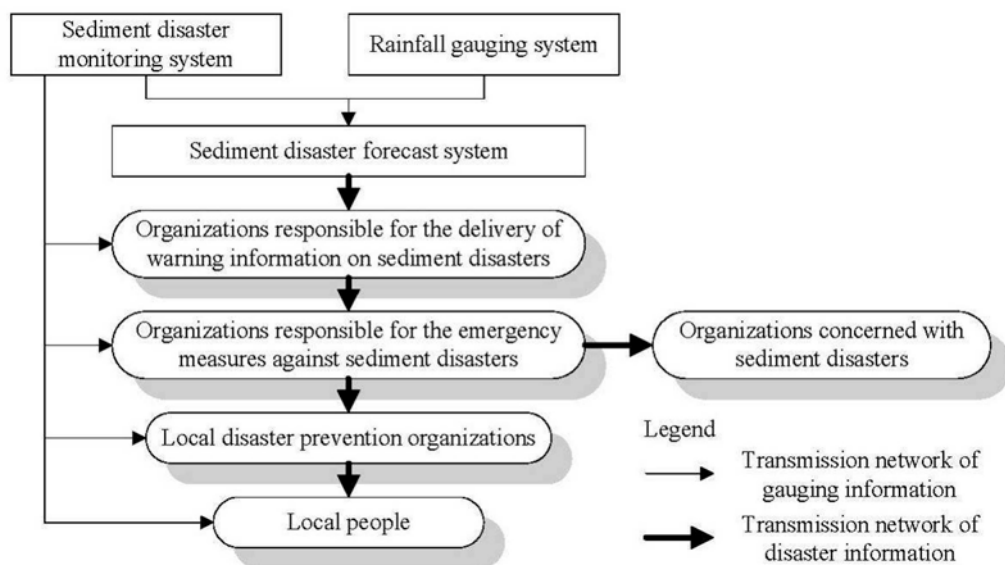 Sediment disaster
monitoring system
Rainfall gauging system
Sediment disaster forecast system
Organizations responsible for the delivery of
warning information on sediment disasters
Organizations responsible for the emergency
measures against sediment disasters
Organizations concerned with
sediment disasters
Local disaster prevention organizations
Local people
Legend
Transmission network of
gauging information
Transmission network of
disaster information